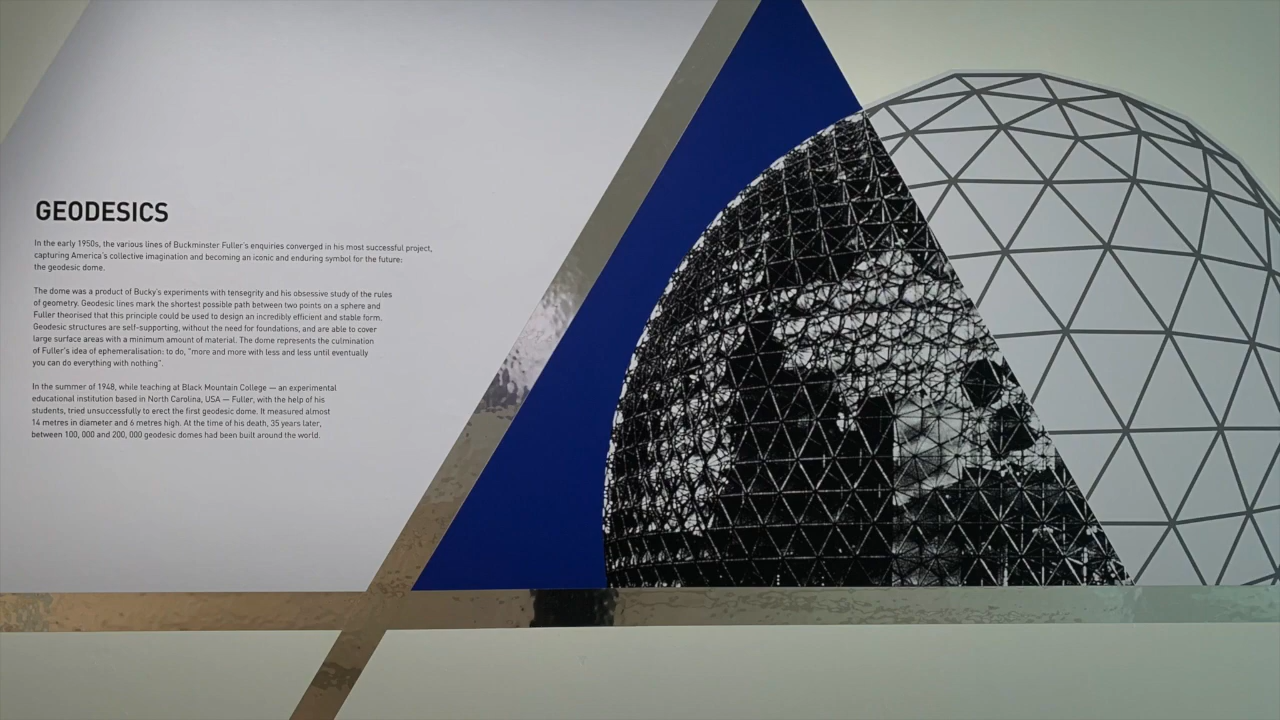 GEODESICS
In the early 1950s, the various lines of Buckminster Fuller's enquiries converged in his most successful project,
capturing America's collective imagination and becoming an iconic and enduring symbol for the future:
the geodesic dome.
The dome was a product of Bucky's experiments with tensegrity and his obsessive study of the rules
of geometry. Geodesic lines mark the shortest possible path between two points on a sphere and
Fuller theorised that this principle could be used to design an incredibly efficient and stable form.
Geodesic structures are self-supporting, without the need for foundations, and are able to cover
large surface areas with a minimum amount of material. The dome represents the culmination
of Fuller's idea of ephemeralisation: to do, "more and more with less and less until eventually
you can do everything with nothing".
In the summer of 1948, while teaching at Black Mountain College — an experimental
educational institution based in North Carolina, USA — Fuller, with the help of his
students, tried unsuccessfully to erect the first geodesic dome. It measured almost
14 metres in diameter and 6 metres high. At the time of his death, 35 years later,
between 100, 000 and 200, 000 geodesic domes had been built around the world.